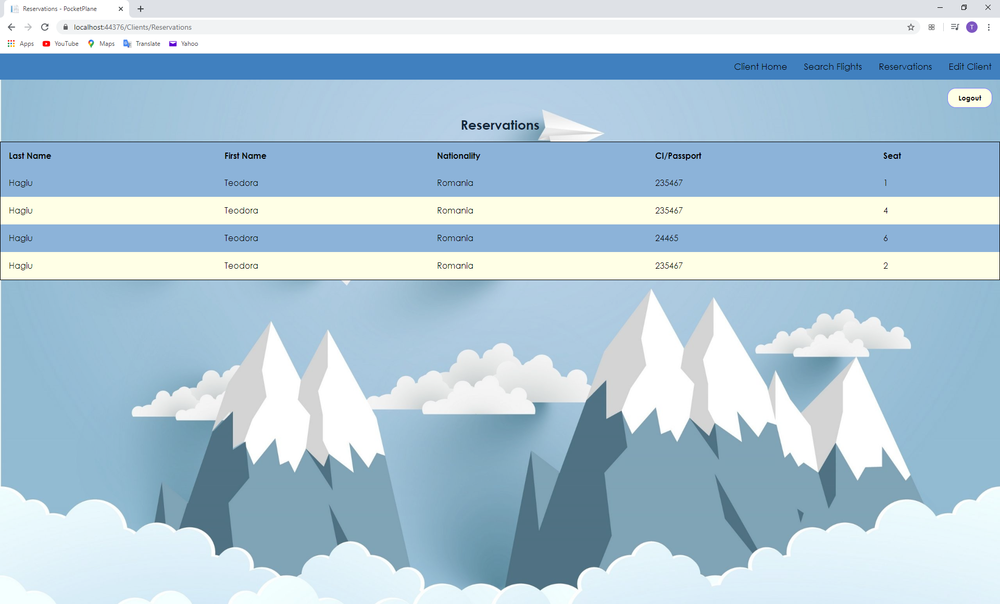 Reservations - PocketPlane
localhost:44376/Clients/Reservations
T
Apps YouTube Maps Translate Yahoo
Client Home Search Flights Reservations Edit Client
Logout
Reservations
Last Name First Name Nationality CI/Passport Seat
Hagiu Teodora Romania 235467 1
Hagiu Teodora Romania 235467 4
Hagiu Teodora Romania 24465 6
Hagiu Teodora Romania 235467 2